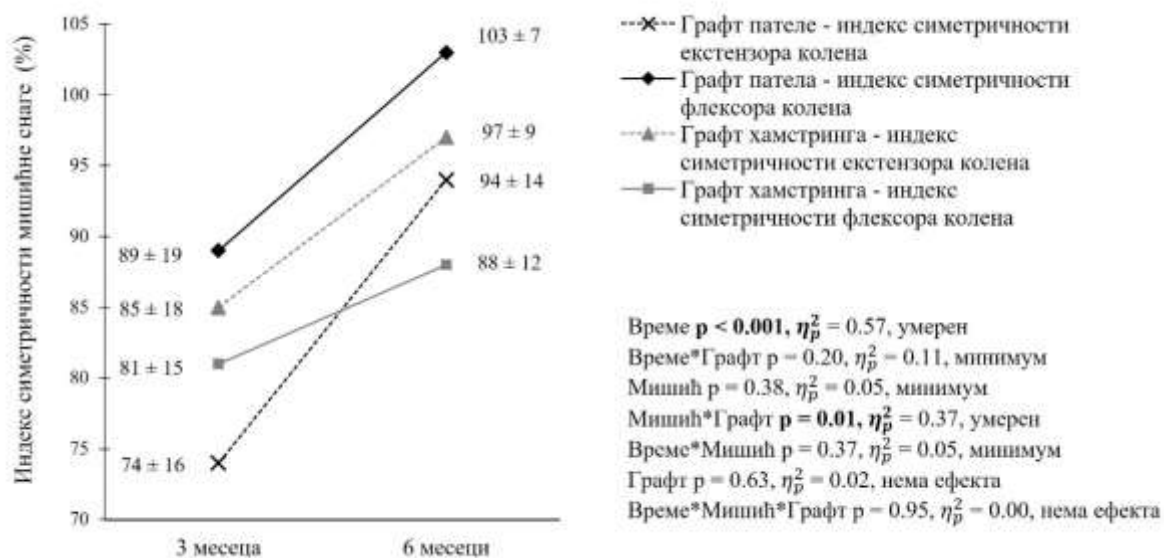 Индекс симетричности мишићне снаге (%)
105
100
95
90
85
80
75
70
103 ± 7
97 ± 9
94 ± 14
89 ± 19
88 ± 12
85 ± 18
81 ± 15
74 ± 16
3 месеца
6 месеци
Графт пателе - индекс симетричности
екстензора колена
Графт патела - индекс симетричности
флексора колена
Графт хамстринга - индекс
симетричности екстензора колена
Графт хамстринга - индекс
симетричности флексора колена
Време p < 0.001, η²ₚ = 0.57, умерен
Време*Графт p = 0.20, η²ₚ = 0.11, минимум
Мишић p = 0.38, η²ₚ = 0.05, минимум
Мишић*Графт p = 0.01, η²ₚ = 0.37, умерен
Време*Мишић p = 0.37, η²ₚ = 0.05, минимум
Графт p = 0.63, η²ₚ = 0.02, нема ефекта
Време*Мишић*Графт p = 0.95, η²ₚ = 0.00, нема ефекта